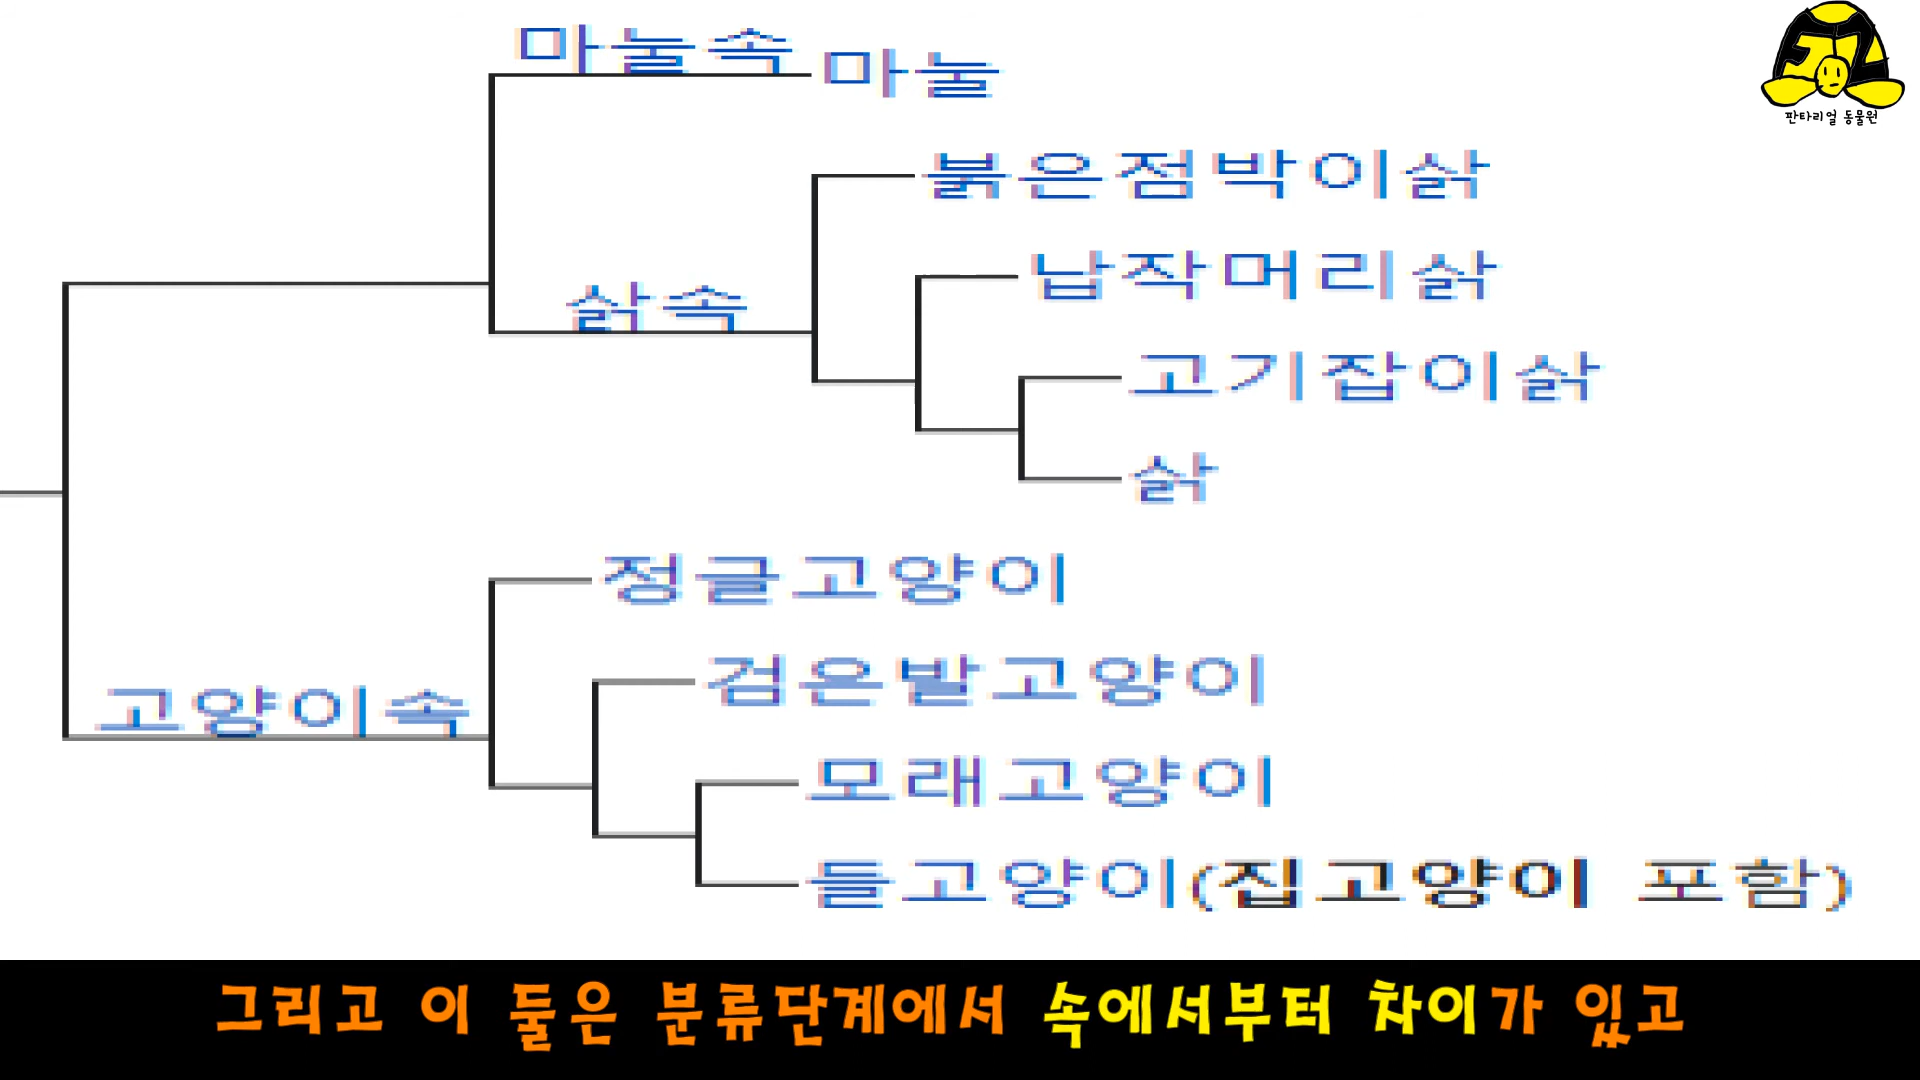 마눌속
마눌
판타리얼 동물원
붉은점박이삵
납작머리삵
삵속
고기잡이삵
삵
정글고양이
검은발고양이
고양이속
모래고양이
들고양이(집고양이 포함)
그리고 이 둘은 분류단계에서 속에서부터 차이가 있고